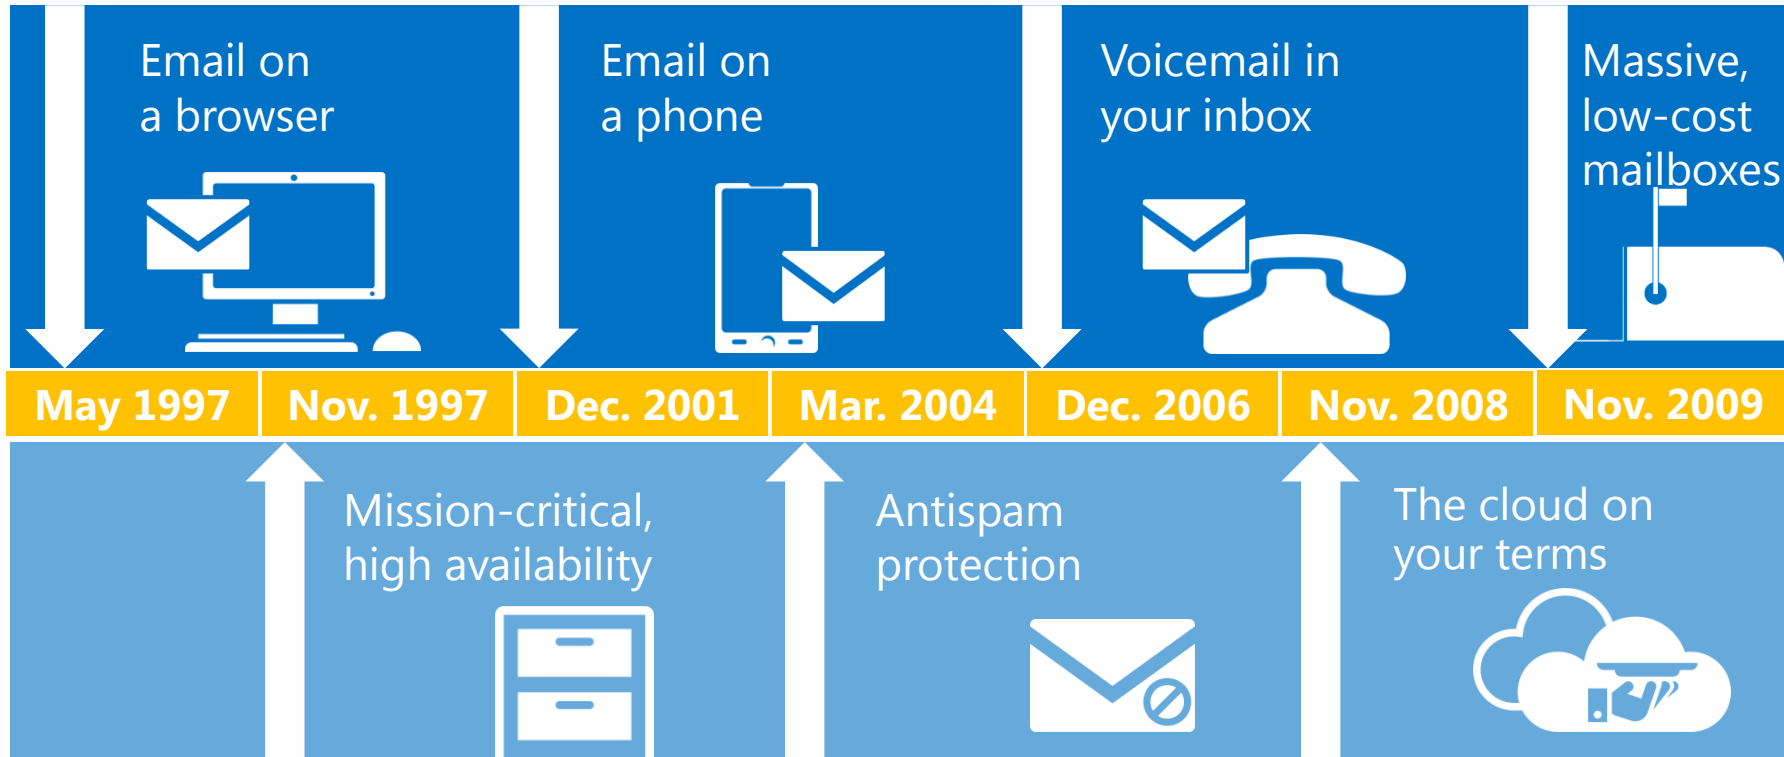 Email on
a browser
Email on
a phone
Voicemail in
your inbox
Massive,
low-cost
mailboxes
May 1997
Nov. 1997
Dec. 2001
Mar. 2004
Dec. 2006
Nov. 2008
Nov. 2009
Mission-critical,
high availability
Antispam
protection
The cloud on
your terms